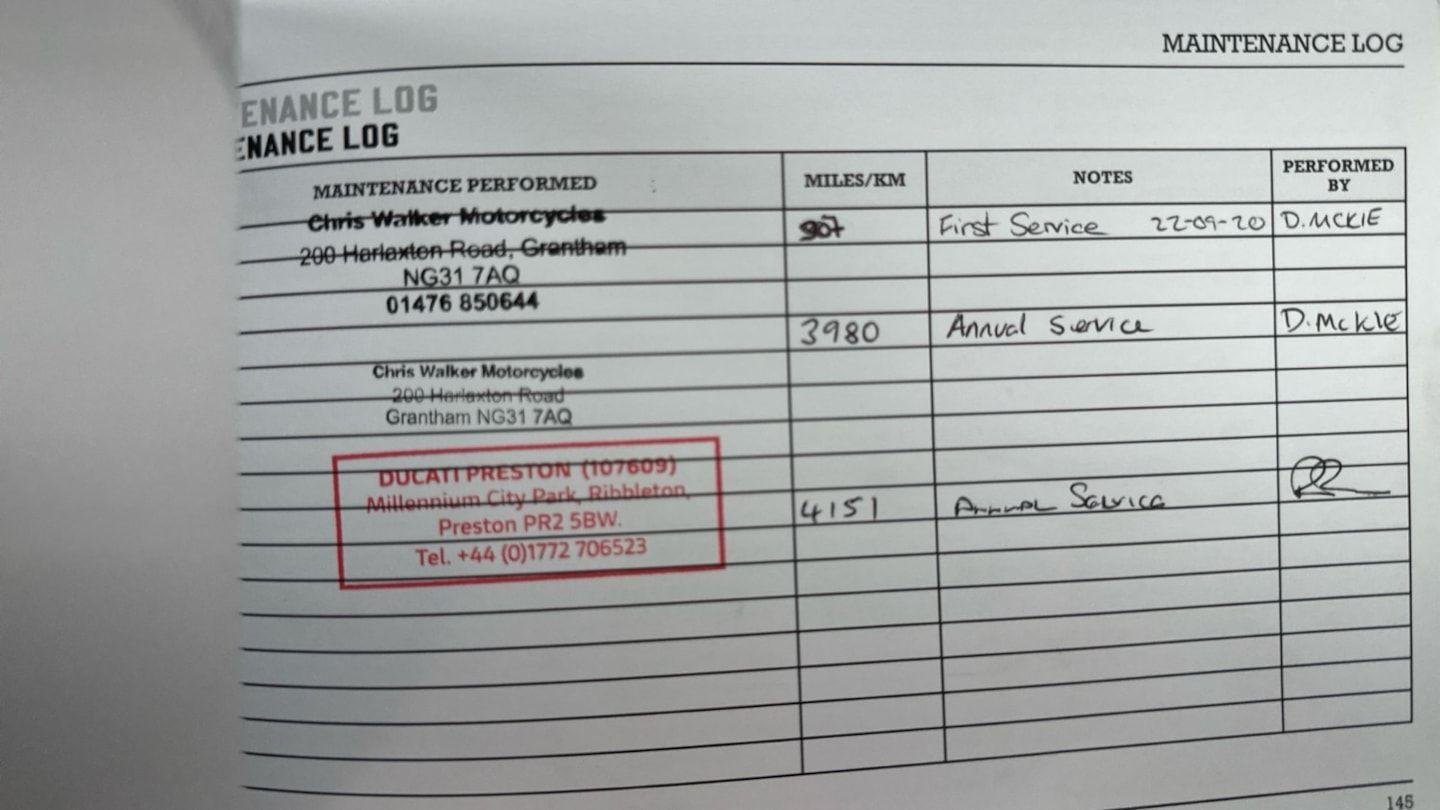 MAINTENANCE LOG
ENANCE LOG
ENANCE LOG
MAINTENANCE PERFORMED
MILES/KM
NOTES
PERFORMED
BY
Chris Walker Motorcycles
200 Harlaxton Road, Grantham
NG31 7AQ
01476 850644
907
First Service 22-09-20
D. MCKIE
3980
Annual Service
D. McKIE
Chris Walker Motorcycles
200 Harlaxton Road
Grantham NG31 7AQ
DUCATI PRESTON (107609)
Millennium City Park, Ribbleton,
Preston PR2 5BW.
Tel. +44 (0)1772 706523
4151
Annual Service
145